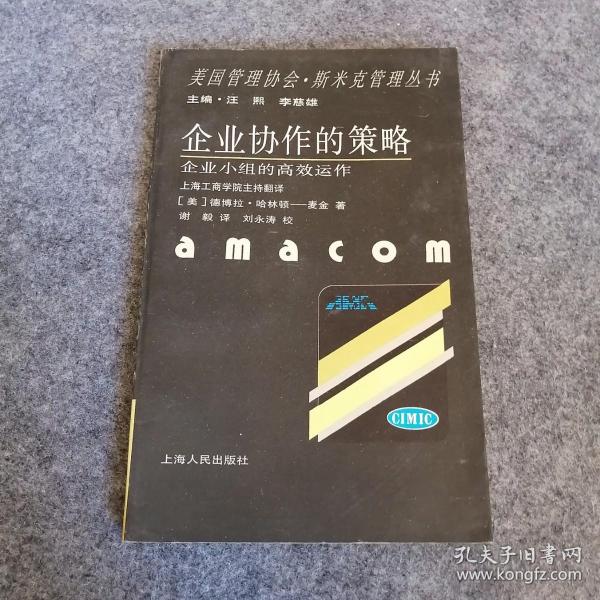 美国管理协会·斯米克管理丛书
主编·汪 熙 李慈雄
企业协作的策略
企业小组的高效运作
上海工商学院主持翻译
[美]德博拉·哈林顿——麦金 著
谢 毅 译 刘永涛 校
amacom
CIMIC
上海人民出版社
孔夫子旧书网
www.kongfz.com